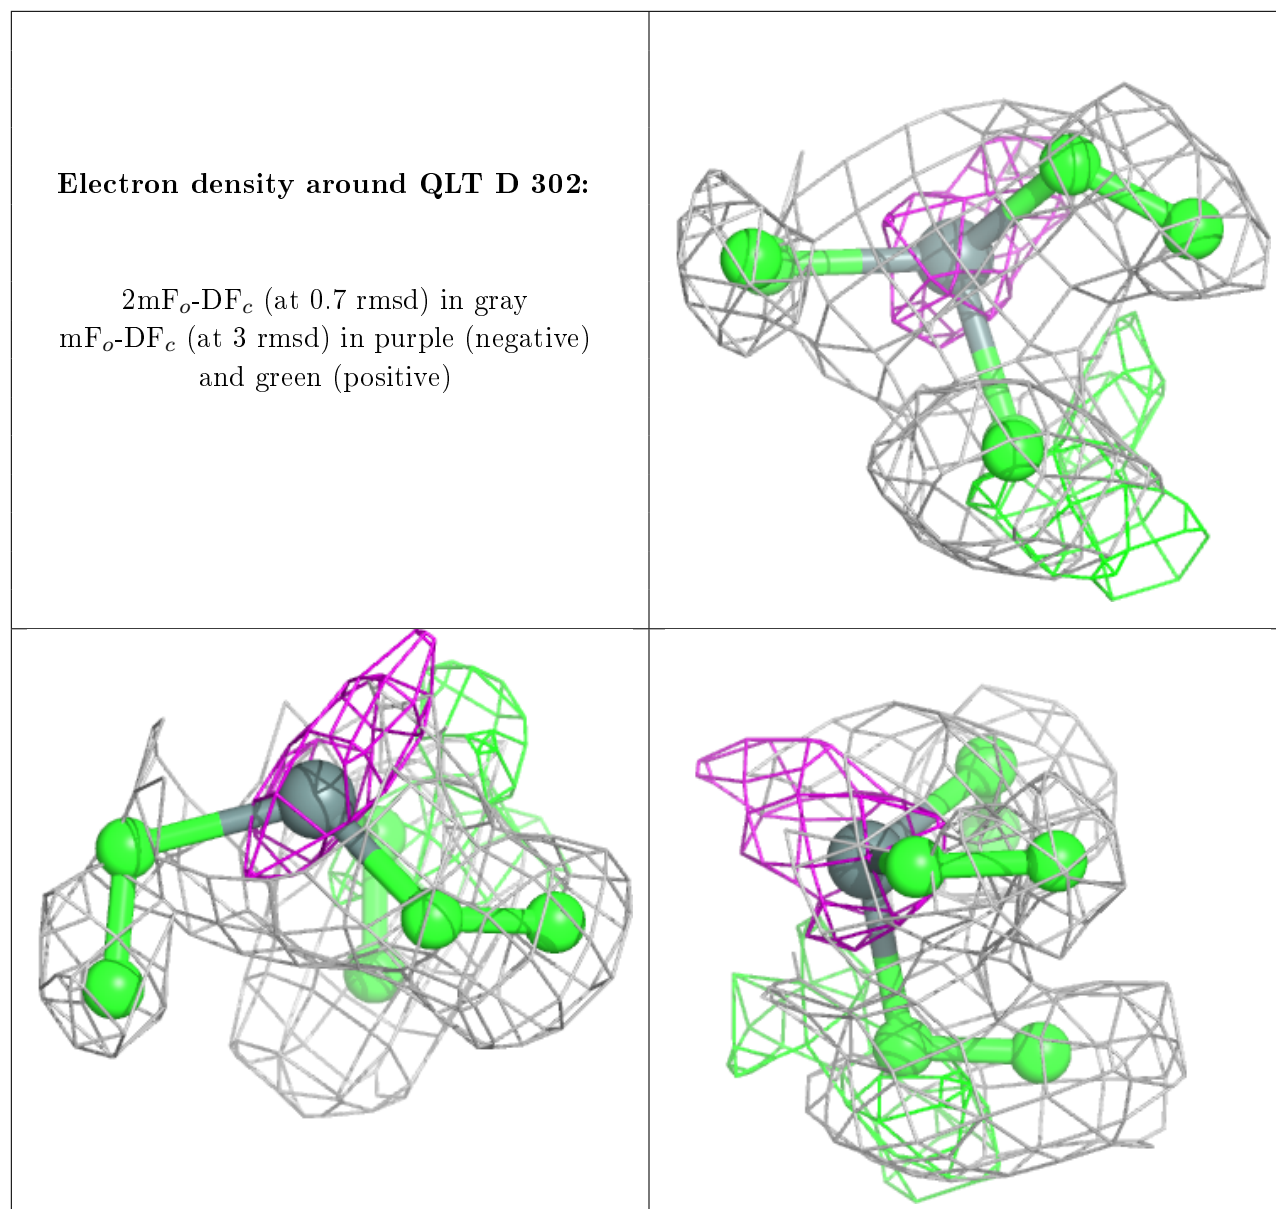 Electron density around QLT D 302:
2mFₒ-DF𝑐 (at 0.7 rmsd) in gray
mFₒ-DF𝑐 (at 3 rmsd) in purple (negative)
and green (positive)